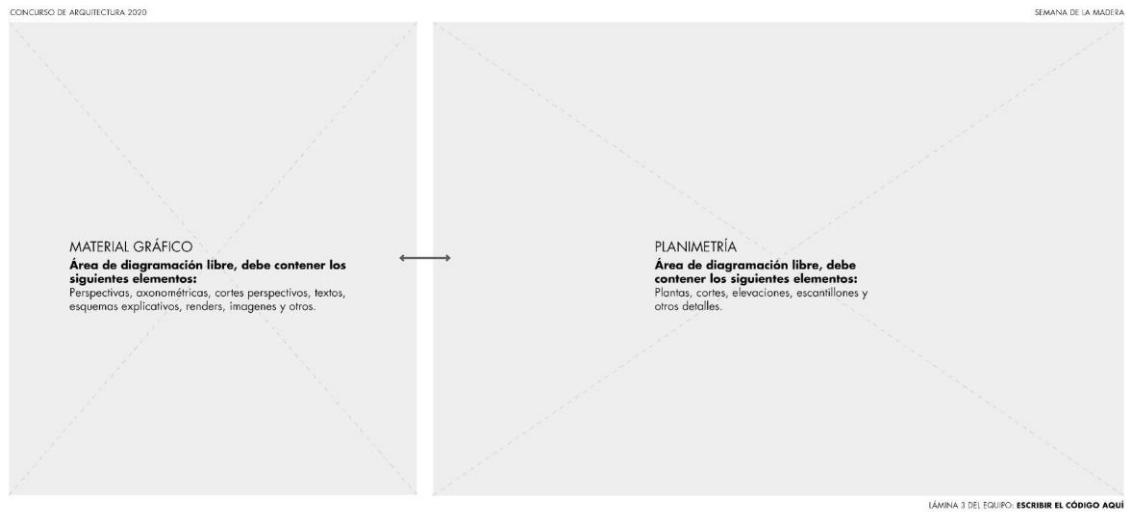 CONCURSO DE ARQUITECTURA 2020
SEMANA DE LA MADERA
MATERIAL GRÁFICO
Área de diagramación libre, debe contener los
siguientes elementos:
Perspectivas, axonométricas, cortes perspectivos, textos,
esquemas explicativos, renders, imagenes y otros.
PLANIMETRÍA
Área de diagramación libre, debe
contener los siguientes elementos:
Plantas, cortes, elevaciones, escantillones y
otros detalles.
LÁMINA 3 DEL EQUIPO: ESCRIBIR EL CÓDIGO AQUÍ